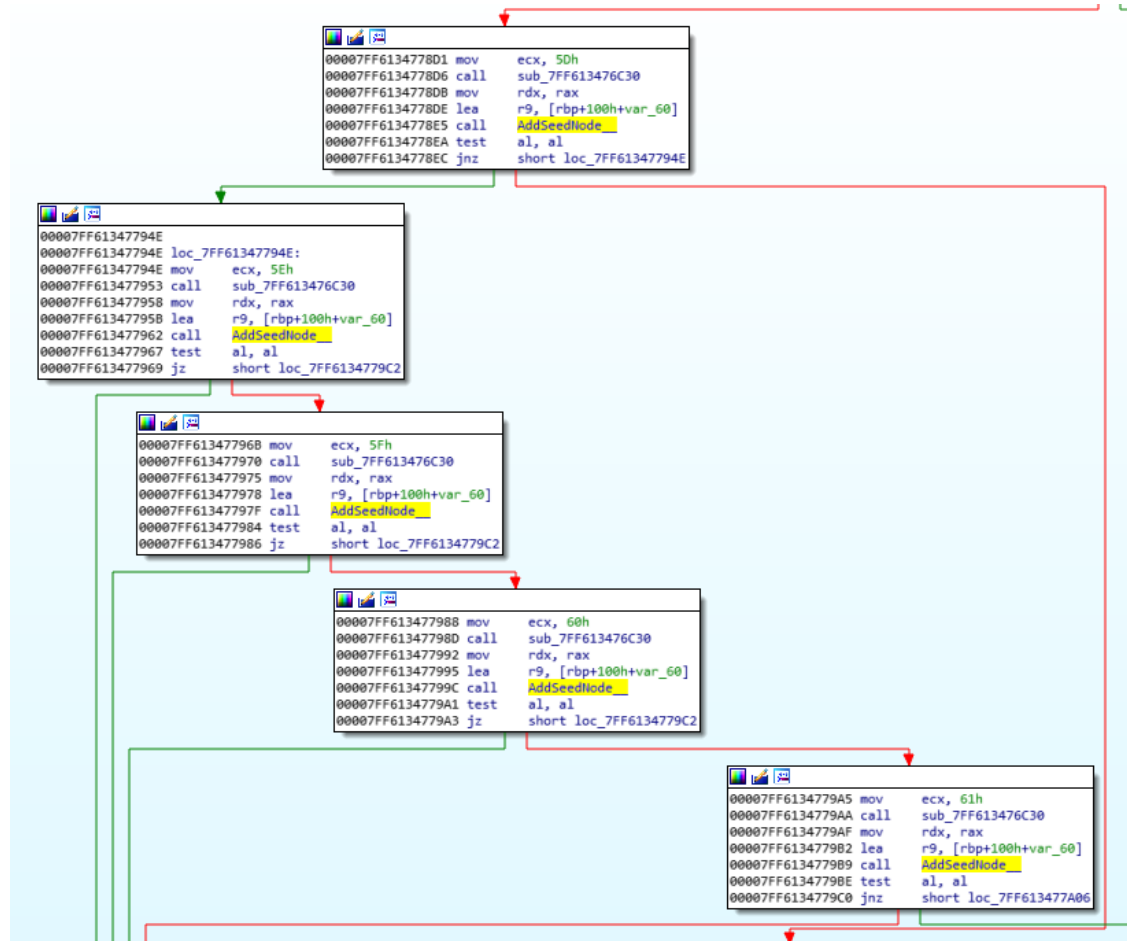 00007FF6134778D1 mov ecx, 5Dh
00007FF6134778D6 call sub_7FF613476C30
00007FF6134778DB mov rdx, rax
00007FF6134778DE lea r9, [rbp+100h+var_60]
00007FF6134778E5 call AddSeedNode__
00007FF6134778EA test al, al
00007FF6134778EC jnz short loc_7FF61347794E
00007FF61347794E
00007FF61347794E loc_7FF61347794E:
00007FF61347794E mov ecx, 5Eh
00007FF613477953 call sub_7FF613476C30
00007FF613477958 mov rdx, rax
00007FF61347795B lea r9, [rbp+100h+var_60]
00007FF613477962 call AddSeedNode__
00007FF613477967 test al, al
00007FF613477969 jz short loc_7FF6134779C2
00007FF61347796B mov ecx, 5Fh
00007FF613477970 call sub_7FF613476C30
00007FF613477975 mov rdx, rax
00007FF613477978 lea r9, [rbp+100h+var_60]
00007FF61347797F call AddSeedNode__
00007FF613477984 test al, al
00007FF613477986 jz short loc_7FF6134779C2
00007FF613477988 mov ecx, 60h
00007FF61347798D call sub_7FF613476C30
00007FF613477992 mov rdx, rax
00007FF613477995 lea r9, [rbp+100h+var_60]
00007FF61347799C call AddSeedNode__
00007FF6134779A1 test al, al
00007FF6134779A3 jz short loc_7FF6134779C2
00007FF6134779A5 mov ecx, 61h
00007FF6134779AA call sub_7FF613476C30
00007FF6134779AF mov rdx, rax
00007FF6134779B2 lea r9, [rbp+100h+var_60]
00007FF6134779B9 call AddSeedNode__
00007FF6134779BE test al, al
00007FF6134779C0 jnz short loc_7FF613477A06